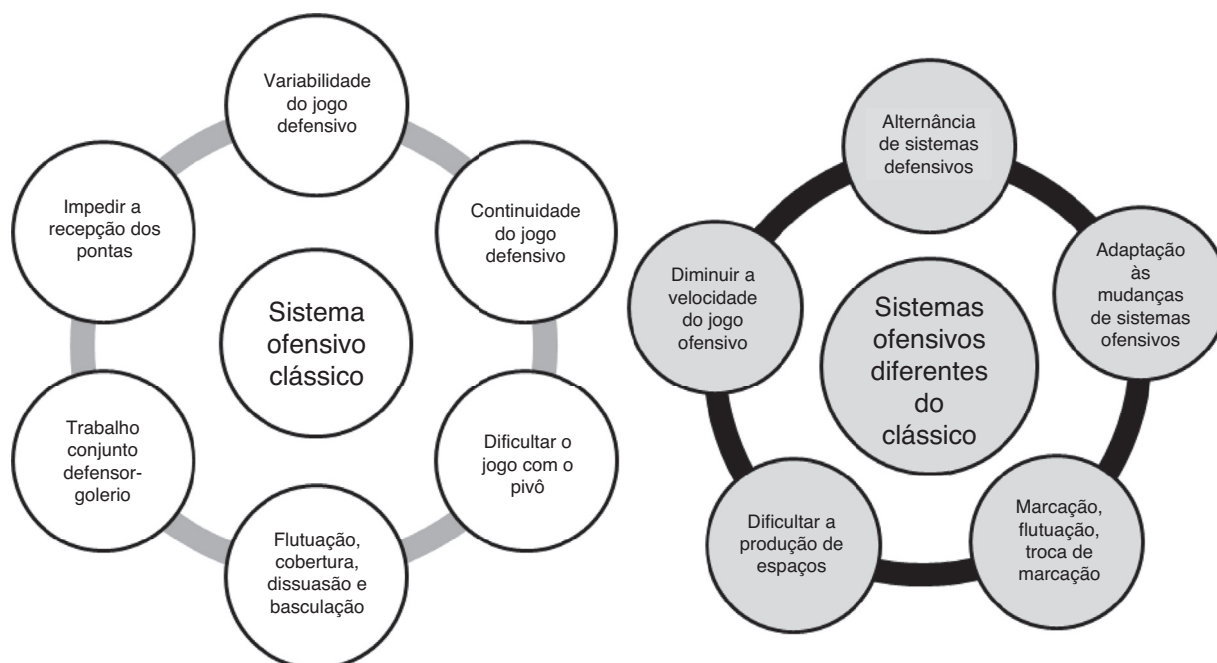 Variabilidade
do jogo
defensivo
Continuidade
do jogo
defensivo
Dificultar o
jogo com o
pivô
Flutuação,
cobertura,
dissuasão e
basculação
Trabalho
conjunto
defensor-
golerio
Impedir a
recepção dos
pontas
Sistema
ofensivo
clássico
Alternância
de sistemas
defensivos
Adaptação
às
mudanças
de sistemas
ofensivos
Marcação,
flutuação,
troca de
marcação
Dificultar a
produção de
espaços
Diminuir a
velocidade
do jogo
ofensivo
Sistemas
ofensivos
diferentes
do
clássico